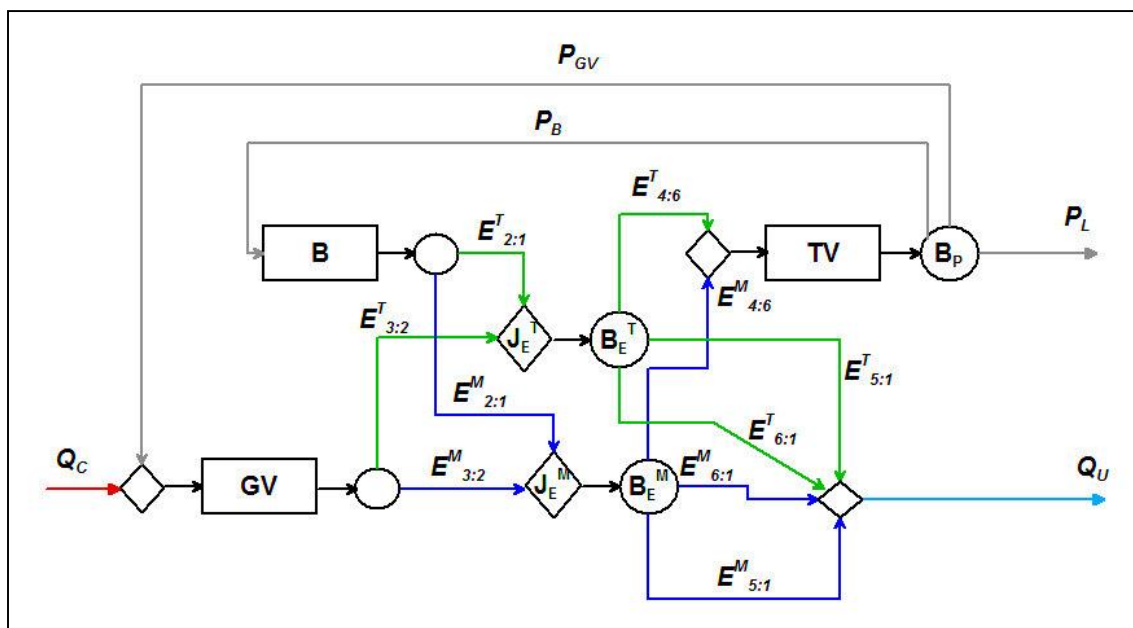 P_GV
P_B
E^T_4:6
P_L
E^T_2:1
B
TV
B_P
E^M_4:6
E^T_3:2
J_E^T
B_E^T
E^T_5:1
E^M_2:1
E^T_6:1
Q_C
E^M_3:2
E^M_6:1
Q_U
GV
J_E^M
B_E^M
E^M_5:1